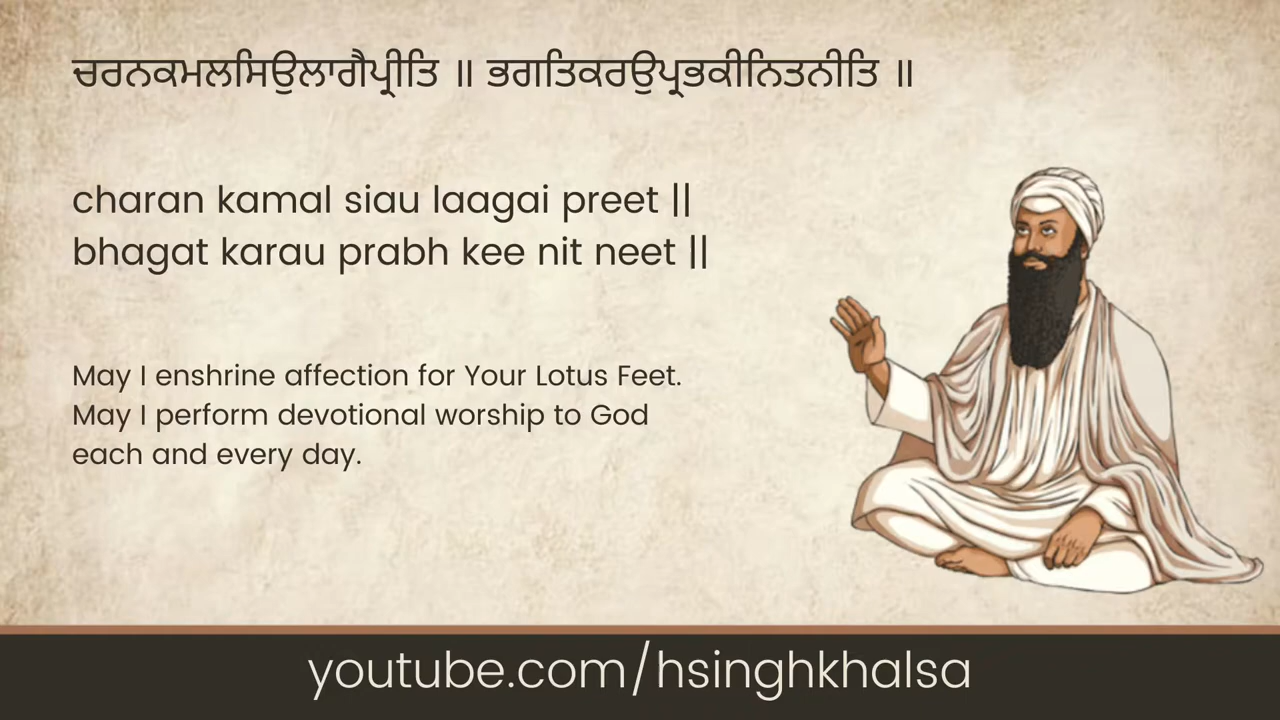 ਚਰਨਕਮਲਸਿਉਲਾਗੈਪ੍ਰੀਤਿ ॥ ਭਗਤਿਕਰਉਪ੍ਰਭਕੀਨਿਤਨੀਤਿ ॥
charan kamal siau laagai preet ||
bhagat karau prabh kee nit neet ||
May I enshrine affection for Your Lotus Feet.
May I perform devotional worship to God
each and every day.
youtube.com/hsinghkhalsa